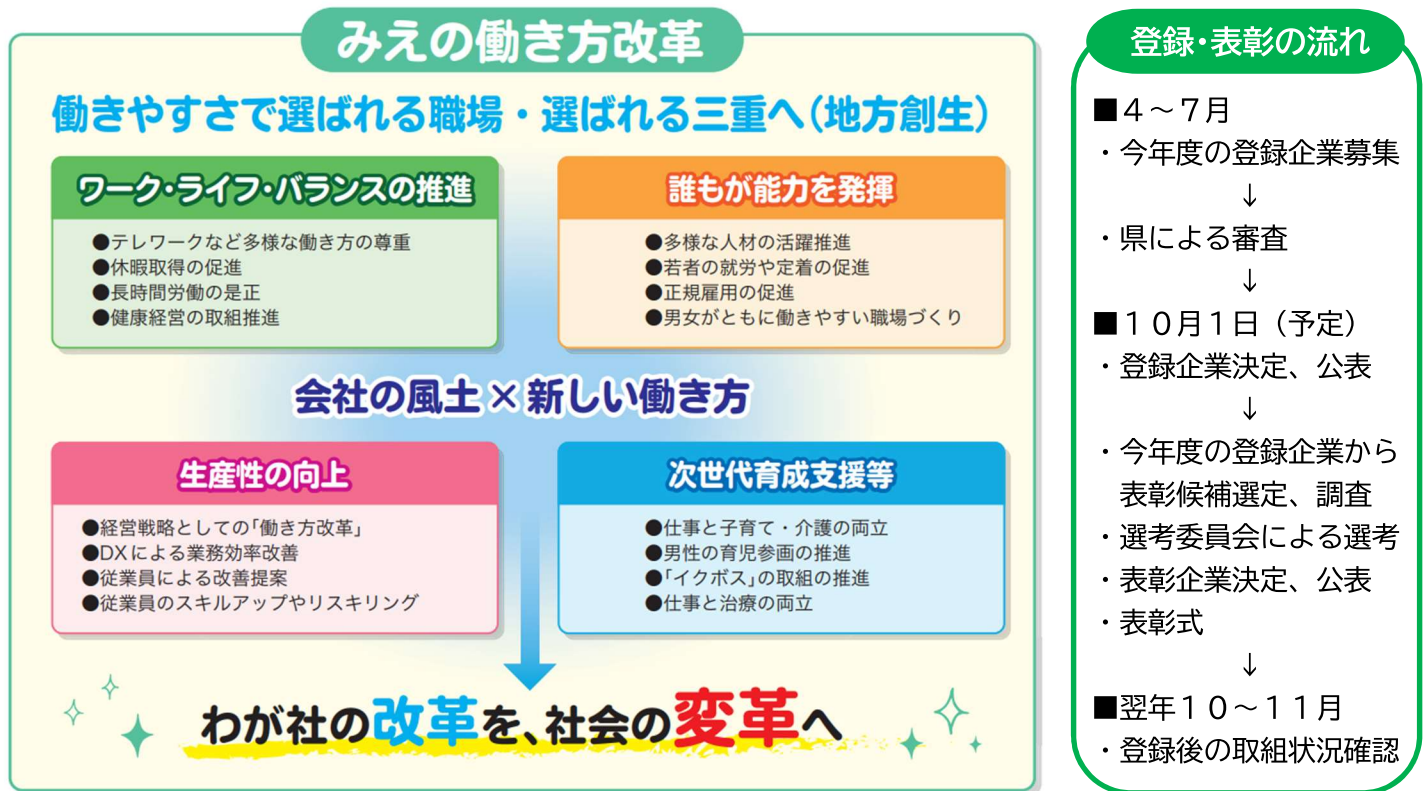 みえの働き方改革
働きやすさで選ばれる職場・選ばれる三重へ(地方創生)
ワーク・ライフ・バランスの推進
●テレワークなど多様な働き方の尊重
●休暇取得の促進
●長時間労働の是正
●健康経営の取組推進
誰もが能力を発揮
●多様な人材の活躍推進
●若者の就労や定着の促進
●正規雇用の促進
●男女がともに働きやすい職場づくり
会社の風土×新しい働き方
生産性の向上
●経営戦略としての「働き方改革」
●DXによる業務効率改善
●従業員による改善提案
●従業員のスキルアップやリスキリング
次世代育成支援等
●仕事と子育て・介護の両立
●男性の育児参画の推進
●「イクボス」の取組の推進
●仕事と治療の両立
わが社の改革を、社会の変革へ
登録・表彰の流れ
■４～７月
・今年度の登録企業募集
↓
・県による審査
↓
■１０月１日（予定）
・登録企業決定、公表
↓
・今年度の登録企業から
表彰候補選定、調査
・選考委員会による選考
・表彰企業決定、公表
・表彰式
↓
■翌年１０～１１月
・登録後の取組状況確認